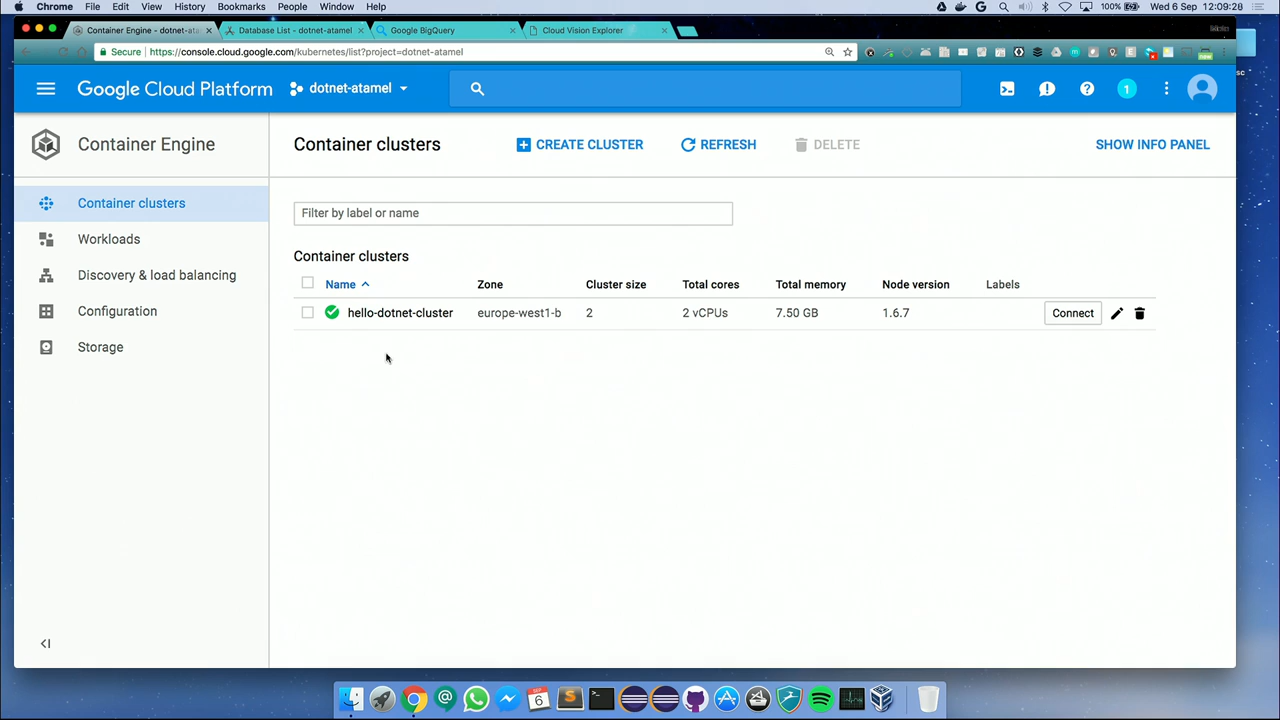 Chrome File Edit View History Bookmarks People Window Help 100% Wed 6 Sep 12:09:28
Container Engine - dotnet-ata Database List - dotnet-atamel Google BigQuery Cloud Vision Explorer
Secure https://console.cloud.google.com/kubernetes/list?project=dotnet-atamel
Google Cloud Platform dotnet-atamel 1
Container Engine Container clusters CREATE CLUSTER REFRESH DELETE SHOW INFO PANEL
Container clusters
Workloads
Discovery & load balancing
Configuration
Storage
Filter by label or name
Container clusters
Name Zone Cluster size Total cores Total memory Node version Labels
hello-dotnet-cluster europe-west1-b 2 2 vCPUs 7.50 GB 1.6.7 Connect
SEP
6